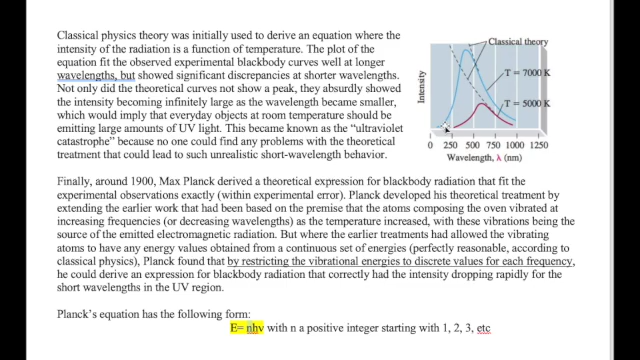 Classical physics theory was initially used to derive an equation where the
intensity of the radiation is a function of temperature. The plot of the
equation fit the observed experimental blackbody curves well at longer
wavelengths, but showed significant discrepancies at shorter wavelengths.
Not only did the theoretical curves not show a peak, they absurdly showed
the intensity becoming infinitely large as the wavelength became smaller,
which would imply that everyday objects at room temperature should be
emitting large amounts of UV light. This became known as the “ultraviolet
catastrophe” because no one could find any problems with the theoretical
treatment that could lead to such unrealistic short-wavelength behavior.
Classical theory
T = 7000 K
T = 5000 K
Intensity
0 250 500 750 1000 1250
Wavelength, λ (nm)
Finally, around 1900, Max Planck derived a theoretical expression for blackbody radiation that fit the
experimental observations exactly (within experimental error). Planck developed his theoretical treatment by
extending the earlier work that had been based on the premise that the atoms composing the oven vibrated at
increasing frequencies (or decreasing wavelengths) as the temperature increased, with these vibrations being the
source of the emitted electromagnetic radiation. But where the earlier treatments had allowed the vibrating
atoms to have any energy values obtained from a continuous set of energies (perfectly reasonable, according to
classical physics), Planck found that by restricting the vibrational energies to discrete values for each frequency,
he could derive an expression for blackbody radiation that correctly had the intensity dropping rapidly for the
short wavelengths in the UV region.
Planck’s equation has the following form:
E= nhv with n a positive integer starting with 1, 2, 3, etc